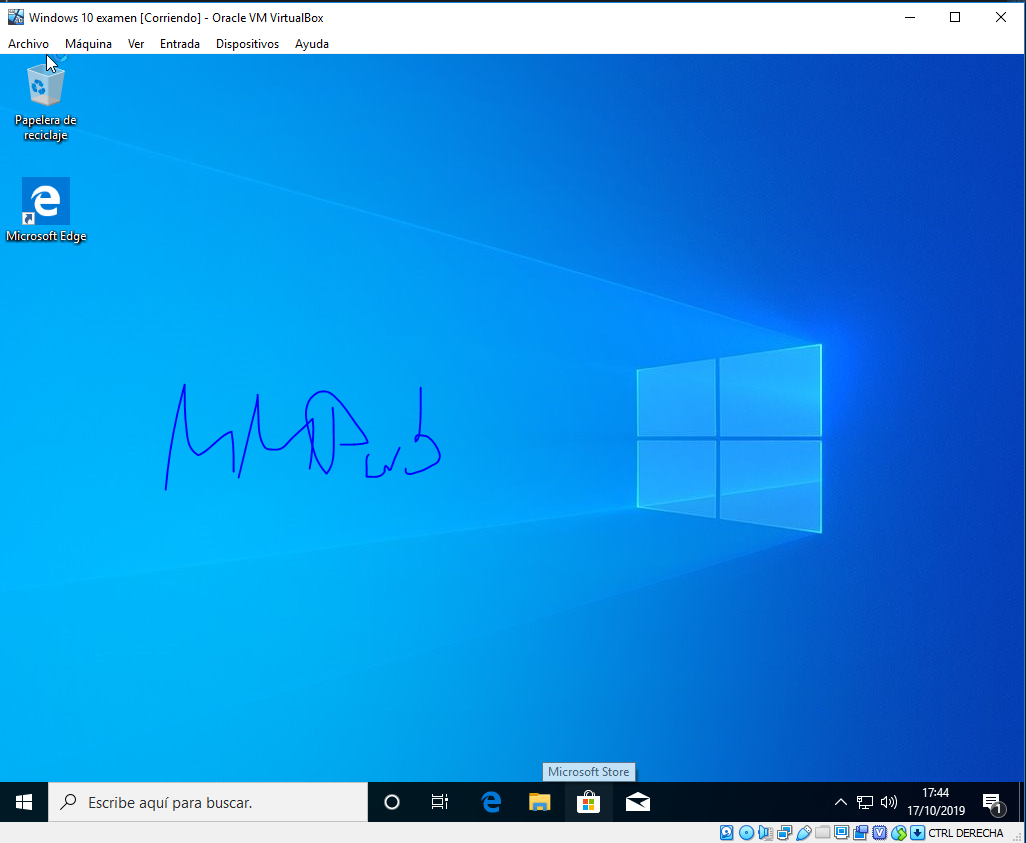 Windows 10 examen [Corriendo] - Oracle VM VirtualBox
Archivo Máquina Ver Entrada Dispositivos Ayuda
Papelera de
reciclaje
Microsoft Edge
Microsoft Store
Escribe aquí para buscar.
17:44
17/10/2019
1
CTRL DERECHA